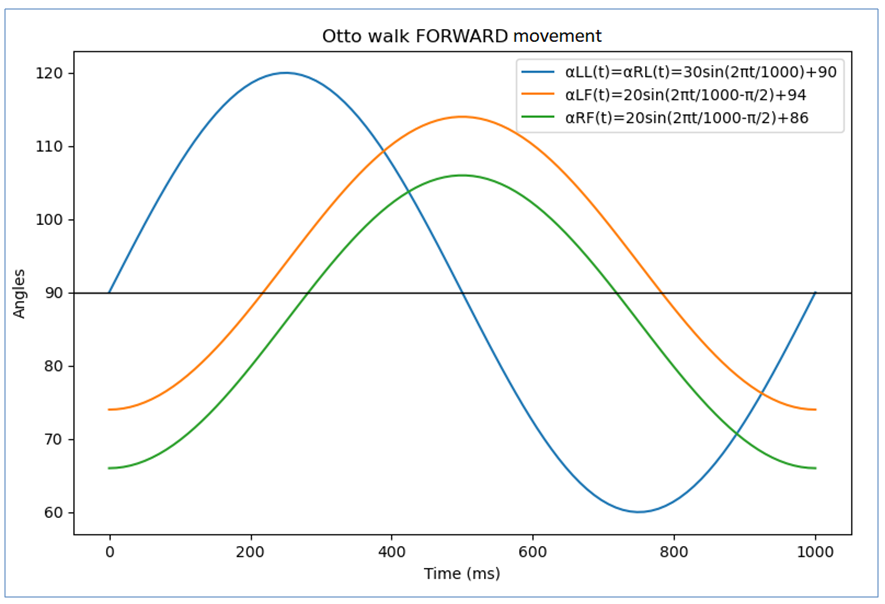 Otto walk FORWARD movement
αLL(t)=αRL(t)=30sin(2πt/1000)+90
αLF(t)=20sin(2πt/1000-π/2)+94
αRF(t)=20sin(2πt/1000-π/2)+86
120
110
100
90
80
70
60
Angles
0 200 400 600 800 1000
Time (ms)